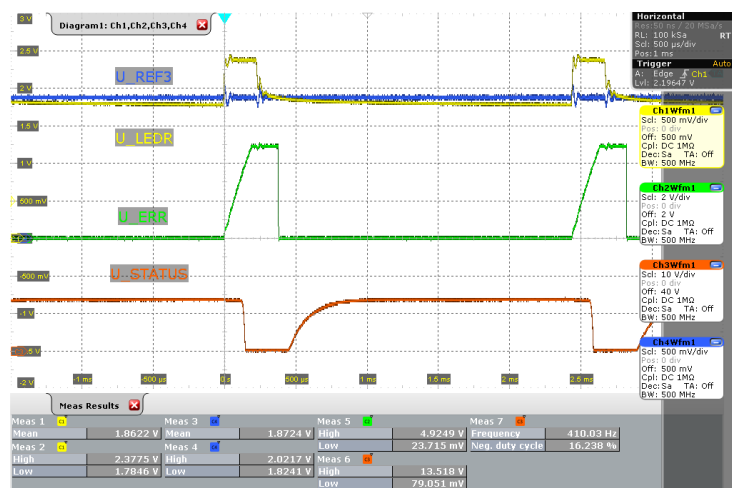 Diagram1: Ch1,Ch2,Ch3,Ch4
3 V
2.5 V
2 V
1.5 V
1 V
500 mV
-500 mV
-1 V
-2 V
U_REF3
U_LEDR
U_ERR
U_STATUS
-1 ms
-500 µs
0 s
500 µs
1 ms
1.5 ms
2 ms
2.5 ms
Horizontal
Res:50 ns / 20 MSa/s
RL: 100 kSa RT
Scl: 500 µs/div
Pos:1 ms
Trigger Auto
A: Edge Ch1
Lvl: 2.19647 V
Ch1Wfm1
Scl: 500 mV/div
Pos: 0 div
Off: 500 mV
Cpl: DC 1MΩ
Dec:Sa TA: Off
BW: 500 MHz
Ch2Wfm1
Scl: 2 V/div
Pos: 0 div
Off: 2 V
Cpl: DC 1MΩ
Dec:Sa TA: Off
BW: 500 MHz
Ch3Wfm1
Scl: 10 V/div
Pos: 0 div
Off: 40 V
Cpl: DC 1MΩ
Dec:Sa TA: Off
BW: 500 MHz
Ch4Wfm1
Scl: 500 mV/div
Pos: 0 div
Off: 500 mV
Cpl: DC 1MΩ
Dec:Sa TA: Off
BW: 500 MHz
Meas Results
Meas 1 Meas 3 Meas 5 Meas 7
Mean 1.8622 V Mean 1.8724 V High 4.9249 V Frequency 410.03 Hz
Meas 2 Meas 4 Low 23.715 mV Neg. duty cycle 16.238 %
High 2.3775 V High 2.0217 V Meas 6
Low 1.7846 V Low 1.8241 V High 13.518 V
Low 79.051 mV